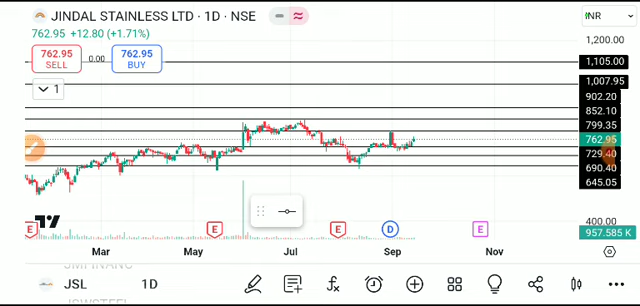 JINDAL STAINLESS LTD · 1D · NSE
INR
762.95 +12.80 (+1.71%)
762.95 SELL
0.00
762.95 BUY
1
1,200.00
1,105.00
1,007.95
902.20
852.10
799.35
762.95
729.40
690.40
645.05
400.00
957.585 K
E
E
E
D
E
Mar
May
Jul
Sep
Nov
JSL
1D